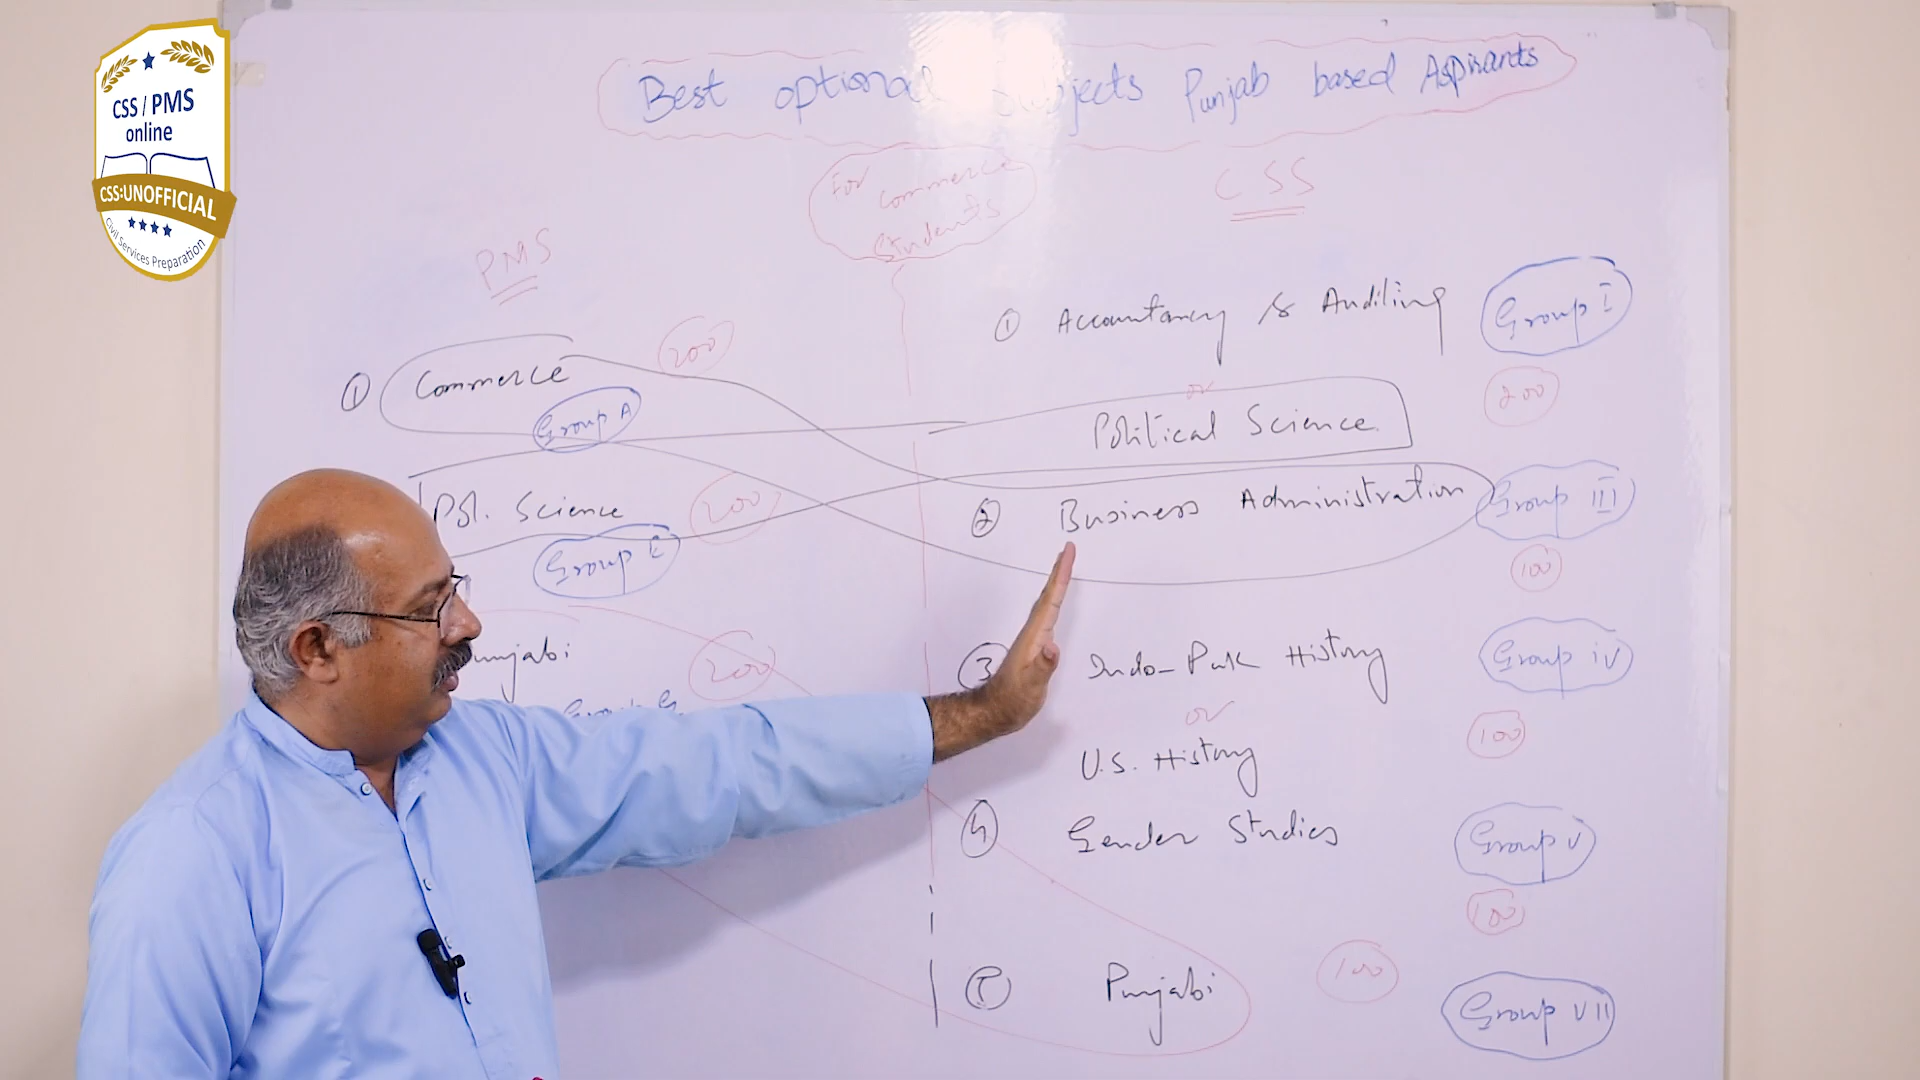 CSS / PMS
online
CSS:UNOFFICIAL
Civil Services Preparation
Best optional Subjects Punjab based Aspirants
For
Commerce
Students
PMS
① Commerce 200
Group A
Pol. Science 200
Group E
Punjabi 200
Group G
CSS
① Accountancy & Auditing Group I
or 200
Political Science
② Business Administration Group III
100
③ Indo-Pak History Group iv
or 100
U.S. History
④ Gender Studies Group V
100
⑤ Punjabi 100
Group VII